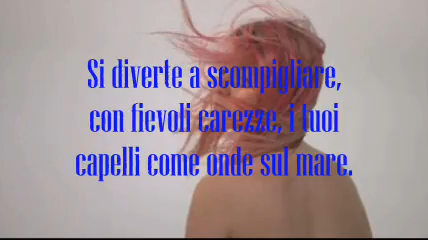 Si diverte a scompigliare,
con fievoli carezze, i tuoi
capelli come onde sul mare.